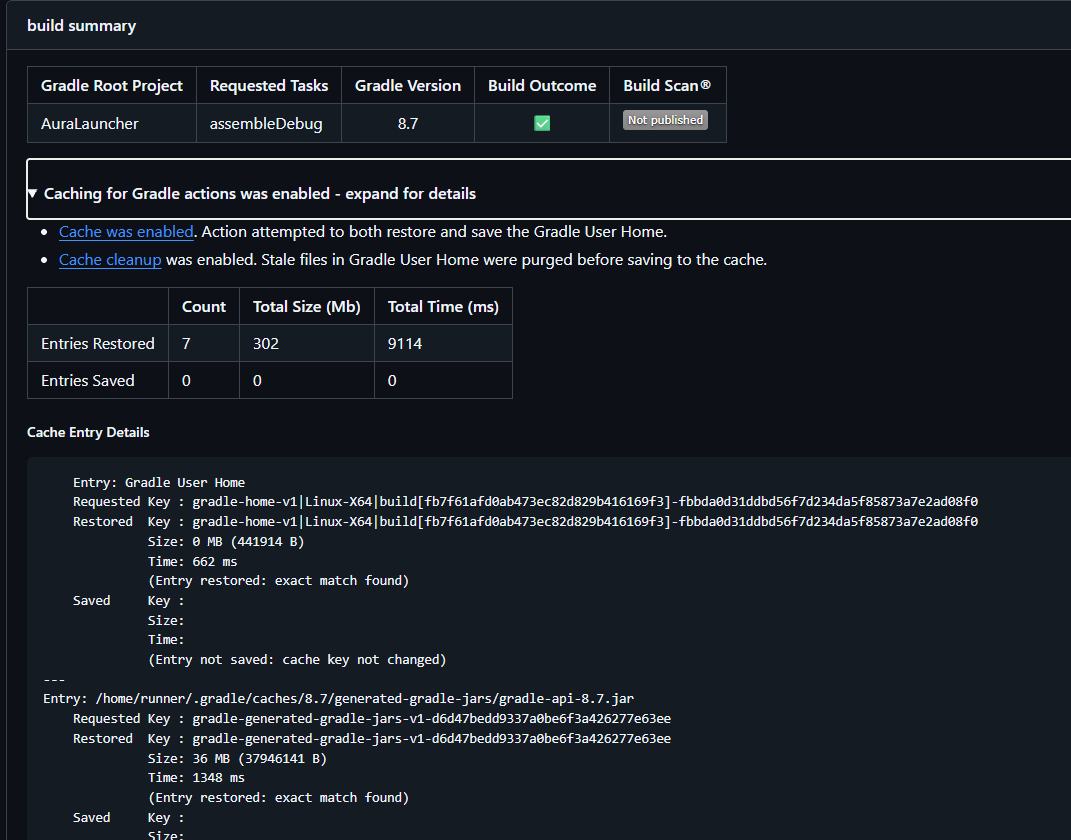 build summary
Gradle Root Project Requested Tasks Gradle Version Build Outcome Build Scan®
AuraLauncher assembleDebug 8.7 ✅ Not published
▼ Caching for Gradle actions was enabled - expand for details
• Cache was enabled. Action attempted to both restore and save the Gradle User Home.
• Cache cleanup was enabled. Stale files in Gradle User Home were purged before saving to the cache.
Count Total Size (Mb) Total Time (ms)
Entries Restored 7 302 9114
Entries Saved 0 0 0
Cache Entry Details
Entry: Gradle User Home
Requested Key : gradle-home-v1|Linux-X64|build[fb7f61afd0ab473ec82d829b416169f3]-fbbda0d31ddbd56f7d234da5f85873a7e2ad08f0
Restored Key : gradle-home-v1|Linux-X64|build[fb7f61afd0ab473ec82d829b416169f3]-fbbda0d31ddbd56f7d234da5f85873a7e2ad08f0
Size: 0 MB (441914 B)
Time: 662 ms
(Entry restored: exact match found)
Saved Key :
Size:
Time:
(Entry not saved: cache key not changed)
---
Entry: /home/runner/.gradle/caches/8.7/generated-gradle-jars/gradle-api-8.7.jar
Requested Key : gradle-generated-gradle-jars-v1-d6d47bedd9337a0be6f3a426277e63ee
Restored Key : gradle-generated-gradle-jars-v1-d6d47bedd9337a0be6f3a426277e63ee
Size: 36 MB (37946141 B)
Time: 1348 ms
(Entry restored: exact match found)
Saved Key :
Size: